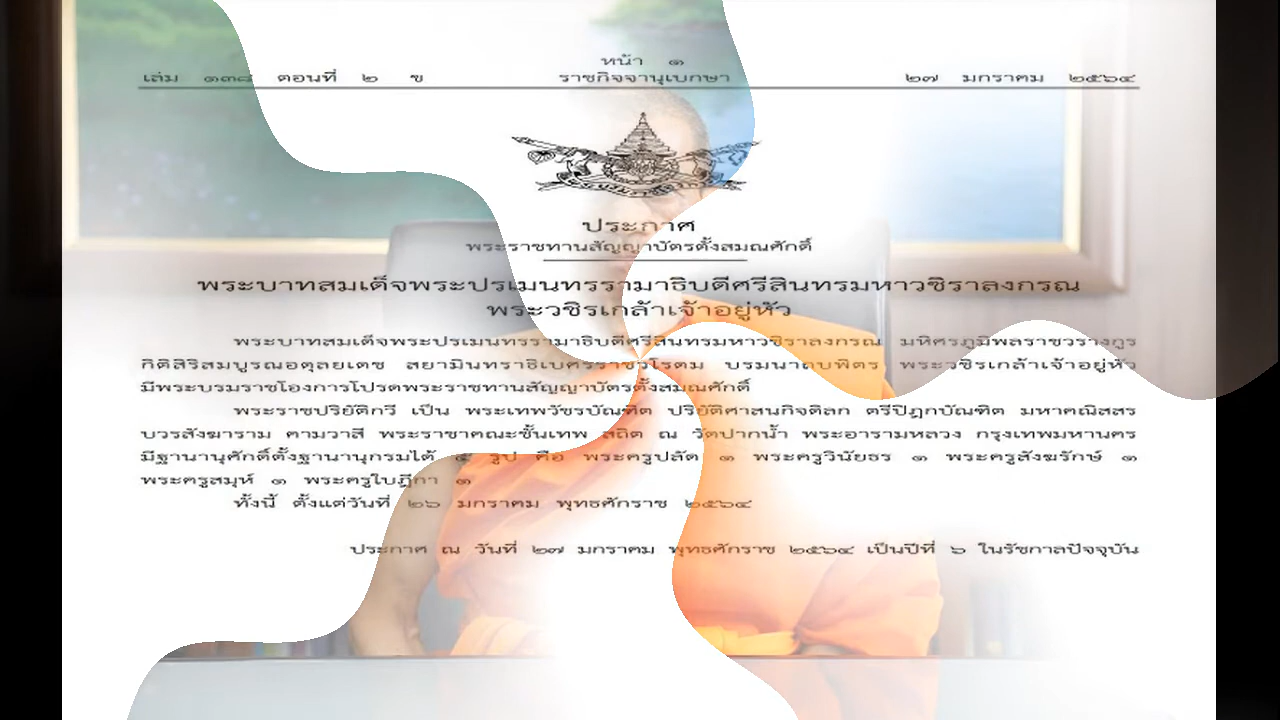 หน้า ๑
เล่ม ๑๓๘ ตอนที่ ๒ ข ราชกิจจานุเบกษา ๒๗ มกราคม ๒๕๖๔
ประกาศ
พระราชทานสัญญาบัตรตั้งสมณศักดิ์
พระบาทสมเด็จพระปรเมนทรรามาธิบดีศรีสินทรมหาวชิราลงกรณ
พระวชิรเกล้าเจ้าอยู่หัว
พระบาทสมเด็จพระปรเมนทรรามาธิบดีศรีสินทรมหาวชิราลงกรณ มหิศรภูมิพลราชวรางกูร
กิติสิริสมบูรณอดุลยเดช สยามินทราธิเบศรราชวโรดม บรมนาถบพิตร พระวชิรเกล้าเจ้าอยู่หัว
มีพระบรมราชโองการโปรดพระราชทานสัญญาบัตรตั้งสมณศักดิ์
พระราชปริยัติกวี เป็น พระเทพวัชรบัณฑิต ปริยัติศาสนกิจดิลก ตรีปิฎกบัณฑิต มหาคณิสสร
บวรสังฆาราม คามวาสี พระราชาคณะชั้นเทพ สถิต ณ วัดปากน้ำ พระอารามหลวง กรุงเทพมหานคร
มีฐานานุศักดิ์ตั้งฐานานุกรมได้ ๕ รูป คือ พระครูปลัด ๑ พระครูวินัยธร ๑ พระครูสังฆรักษ์ ๑
พระครูสมุห์ ๑ พระครูใบฎีกา ๑
ทั้งนี้ ตั้งแต่วันที่ ๒๖ มกราคม พุทธศักราช ๒๕๖๔
ประกาศ ณ วันที่ ๒๗ มกราคม พุทธศักราช ๒๕๖๔ เป็นปีที่ ๖ ในรัชกาลปัจจุบัน